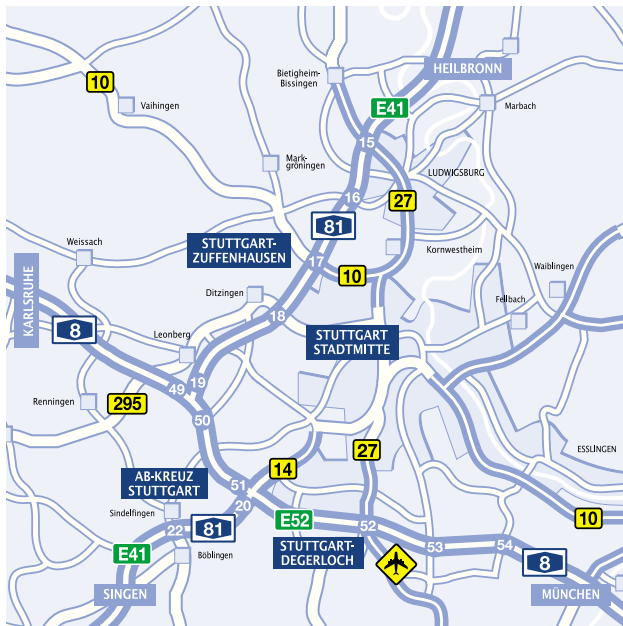 HEILBRONN
Bietigheim-
Bissingen
10
Vaihingen
E41
Marbach
15
Mark-
gröningen
LUDWIGSBURG
16
27
81
Weissach
STUTTGART-
ZUFFENHAUSEN
Kornwestheim
17
10
Waiblingen
KARLSRUHE
Ditzingen
Fellbach
18
8
Leonberg
STUTTGART
STADTMITTE
49
19
Renningen
295
50
27
ESSLINGEN
14
AB-KREUZ
STUTTGART
51
20
Sindelfingen
22
81
E52
52
10
E41
Böblingen
STUTTGART-
DEGERLOCH
53
54
8
SINGEN
MÜNCHEN